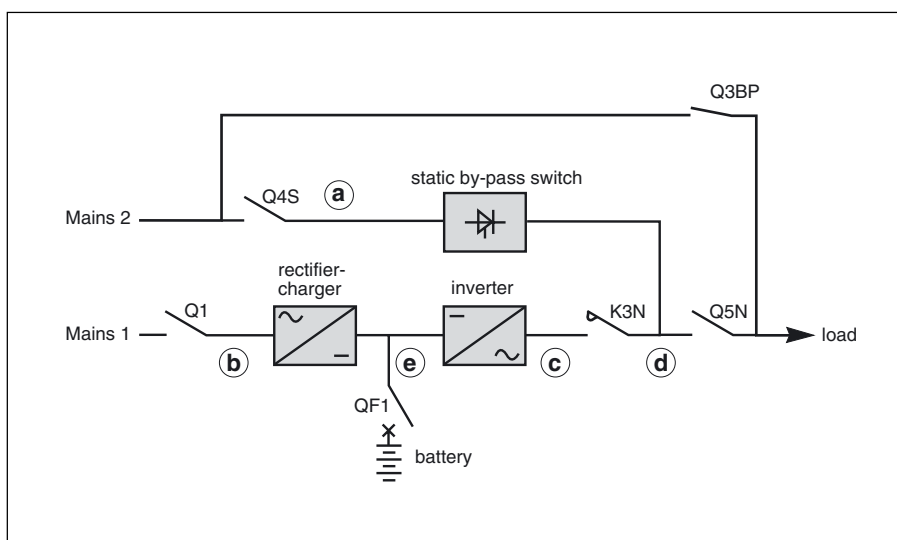 Q3BP
static by-pass switch
Q4S
a
Mains 2
rectifier-
charger
inverter
Q1
K3N
Q5N
Mains 1
load
b
e
c
d
QF1
battery